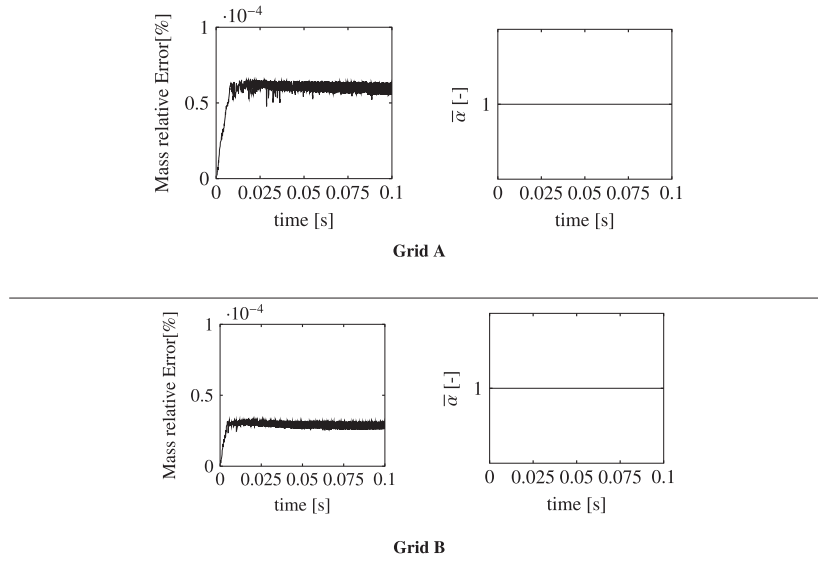 ·10⁻⁴
Mass relative Error[%]
1
0.5
0
0 0.025 0.05 0.075 0.1
time [s]
α̅ [-]
1
0 0.025 0.05 0.075 0.1
time [s]
Grid A
·10⁻⁴
Mass relative Error[%]
1
0.5
0
0 0.025 0.05 0.075 0.1
time [s]
α̅ [-]
1
0 0.025 0.05 0.075 0.1
time [s]
Grid B